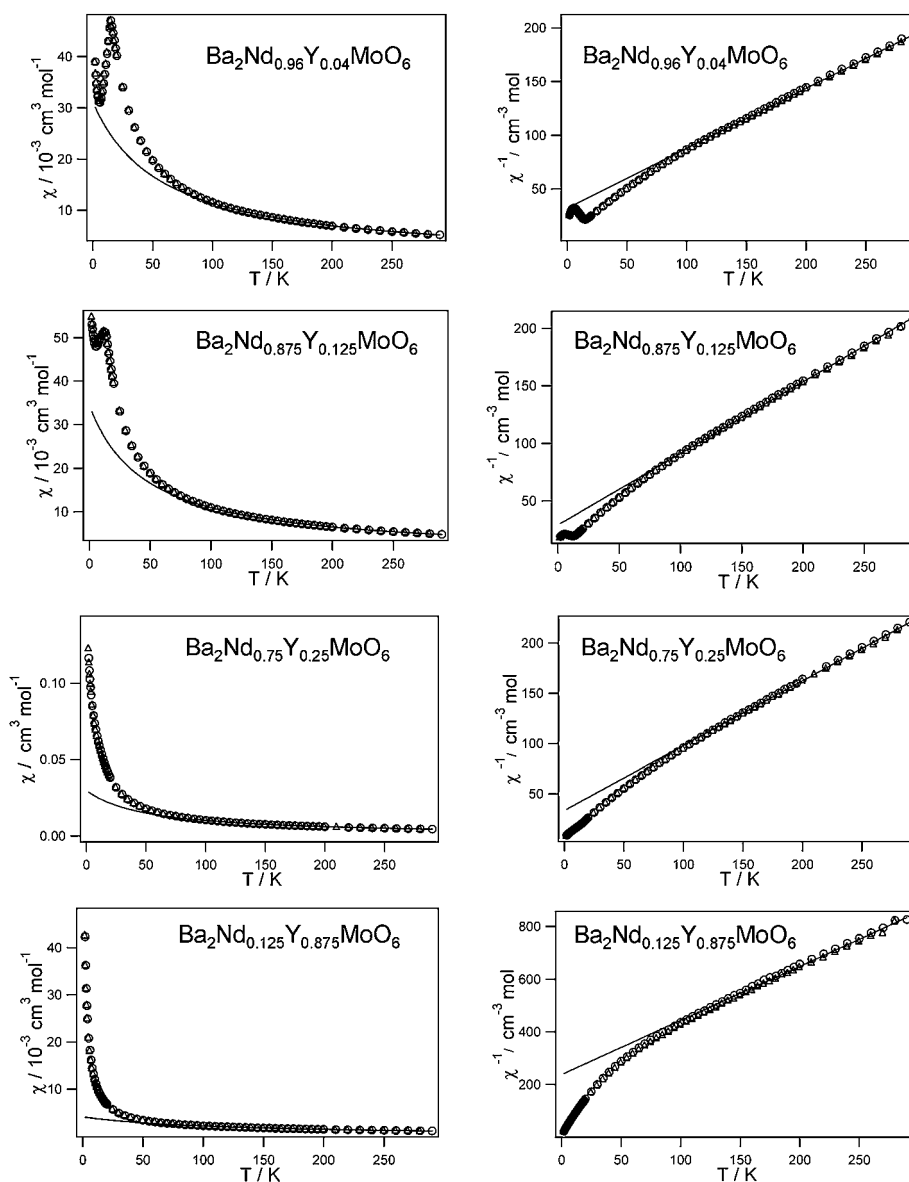 Ba₂Nd₀.₉₆Y₀.₀₄MoO₆
χ / 10⁻³ cm³ mol⁻¹
40
30
20
10
0 50 100 150 200 250
T / K
Ba₂Nd₀.₉₆Y₀.₀₄MoO₆
χ⁻¹ / cm⁻³ mol
200
150
100
50
0 50 100 150 200 250
T / K
Ba₂Nd₀.₈₇₅Y₀.₁₂₅MoO₆
χ / 10⁻³ cm³ mol⁻¹
50
40
30
20
10
0 50 100 150 200 250
T / K
Ba₂Nd₀.₈₇₅Y₀.₁₂₅MoO₆
χ⁻¹ / cm⁻³ mol
200
150
100
50
0 50 100 150 200 250
T / K
Ba₂Nd₀.₇₅Y₀.₂₅MoO₆
χ / cm³ mol⁻¹
0.10
0.05
0.00
0 50 100 150 200 250
T / K
Ba₂Nd₀.₇₅Y₀.₂₅MoO₆
χ⁻¹/ cm⁻³ mol
200
150
100
50
0 50 100 150 200 250
T / K
Ba₂Nd₀.₁₂₅Y₀.₈₇₅MoO₆
χ / 10⁻³ cm³ mol⁻¹
40
30
20
10
0 50 100 150 200 250
T / K
Ba₂Nd₀.₁₂₅Y₀.₈₇₅MoO₆
χ⁻¹/ cm⁻³ mol
800
600
400
200
0 50 100 150 200 250
T / K